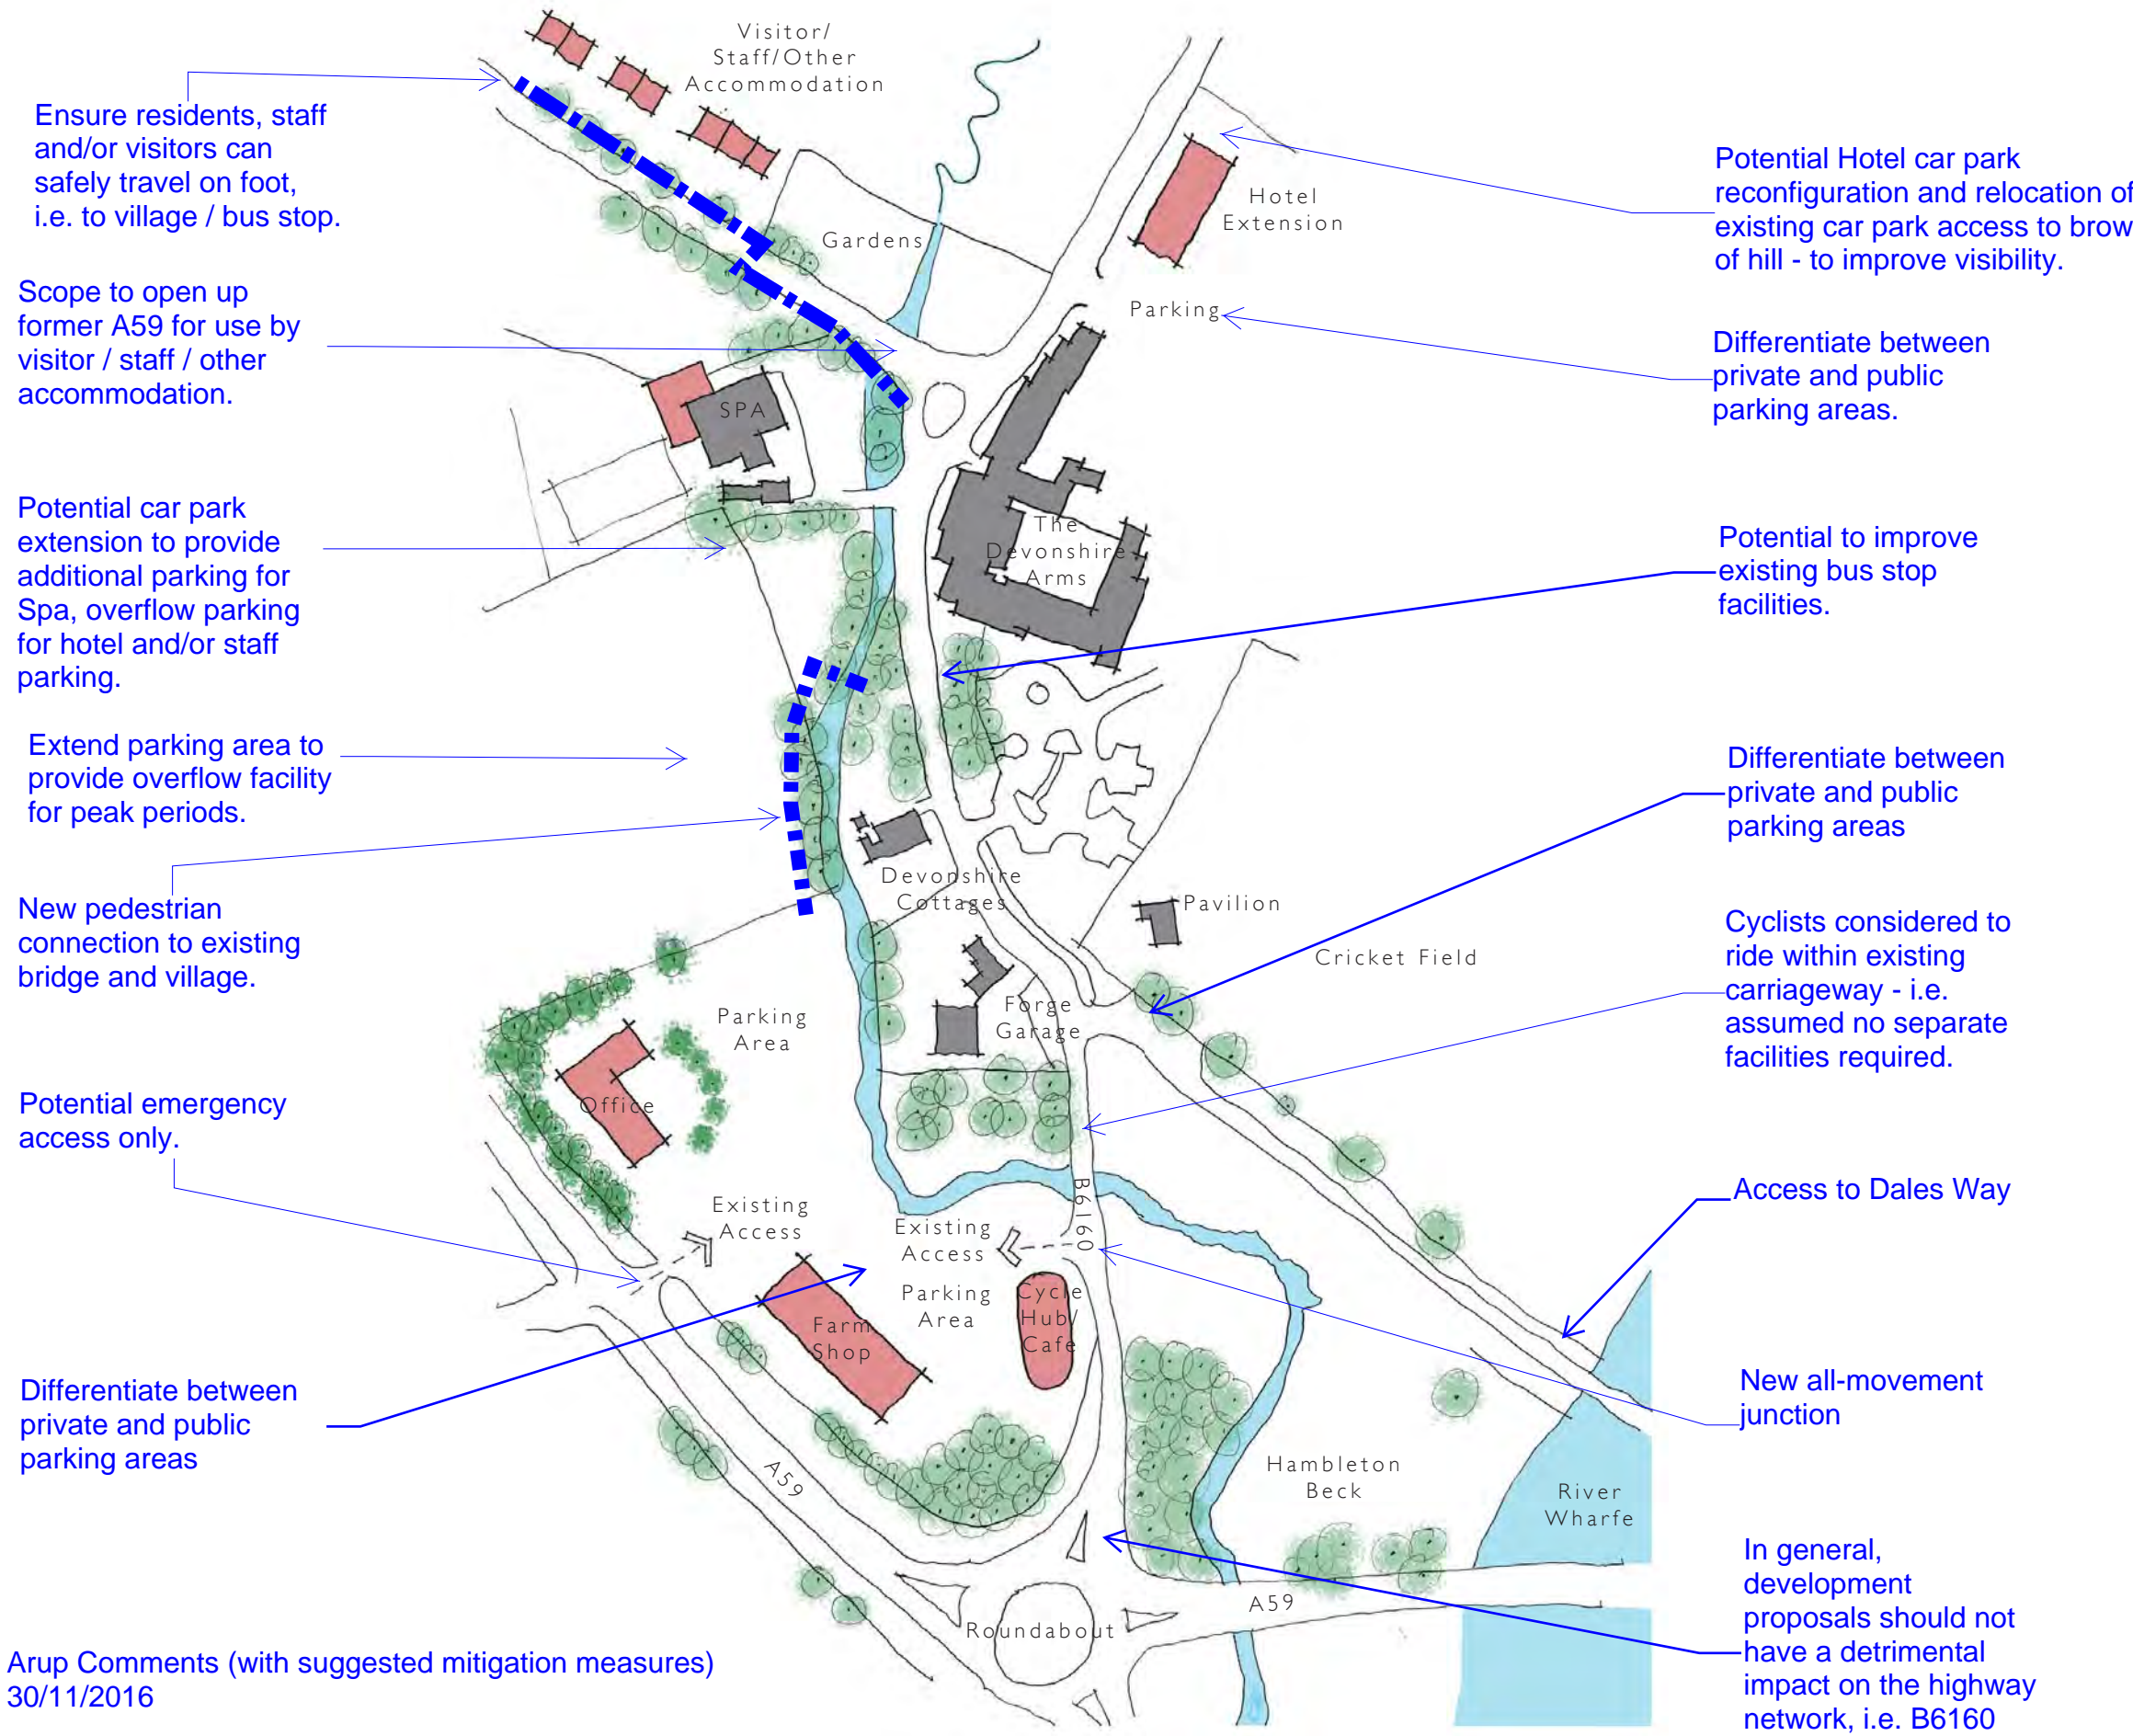 Visitor/
Staff/Other
Accommodation
Ensure residents, staff
and/or visitors can
safely travel on foot,
i.e. to village / bus stop.
Potential Hotel car park
reconfiguration and relocation of
existing car park access to brow
of hill - to improve visibility.
Hotel
Extension
Gardens
Scope to open up
former A59 for use by
visitor / staff / other
accommodation.
Parking
Differentiate between
private and public
parking areas.
SPA
Potential car park
extension to provide
additional parking for
Spa, overflow parking
for hotel and/or staff
parking.
The
Devonshire
Arms
Potential to improve
existing bus stop
facilities.
Extend parking area to
provide overflow facility
for peak periods.
Differentiate between
private and public
parking areas
Devonshire
Cottages
Pavilion
New pedestrian
connection to existing
bridge and village.
Cricket Field
Cyclists considered to
ride within existing
carriageway - i.e.
assumed no separate
facilities required.
Parking
Area
Forge
Garage
Office
Potential emergency
access only.
Existing
Access
Existing
Access
B6160
Access to Dales Way
Parking
Area
Cycle
Hub/
Cafe
Farm
Shop
New all-movement
junction
Differentiate between
private and public
parking areas
A59
Hambleton
Beck
River
Wharfe
In general,
development
proposals should not
have a detrimental
impact on the highway
network, i.e. B6160
A59
Roundabout
Arup Comments (with suggested mitigation measures)
30/11/2016